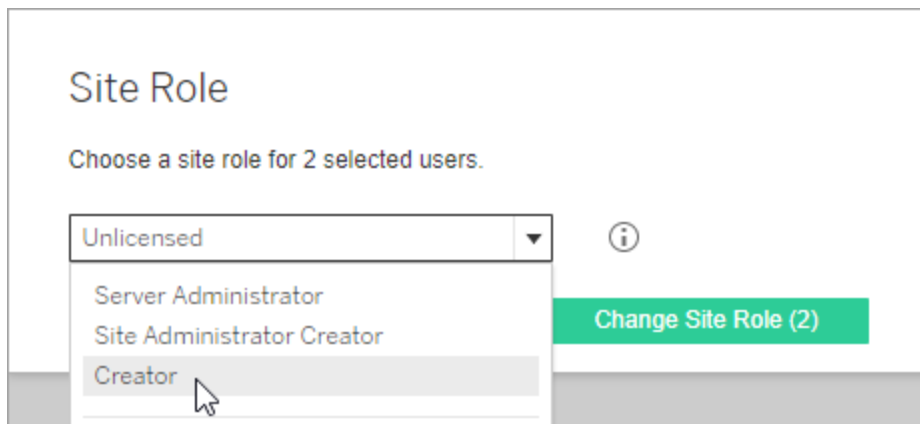 Site Role
Choose a site role for 2 selected users.
Unlicensed
Server Administrator
Site Administrator Creator
Change Site Role (2)
Creator